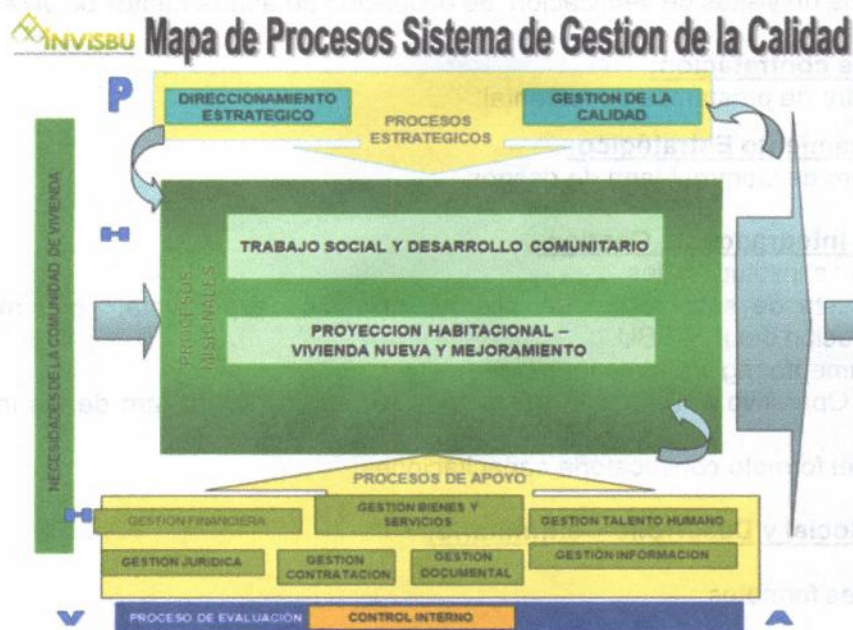 INVISBU
Mapa de Procesos Sistema de Gestion de la Calidad
P
DIRECCIONAMIENTO
ESTRATEGICO
PROCESOS
ESTRATEGICOS
GESTION DE LA
CALIDAD
NECESIDADES DE LA COMUNIDAD DE VIVIENDA
H
PROCESOS
MISIONALES
TRABAJO SOCIAL Y DESARROLLO COMUNITARIO
PROYECCION HABITACIONAL –
VIVIENDA NUEVA Y MEJORAMIENTO
PROCESOS DE APOYO
H
GESTION FINANCIERA
GESTION BIENES Y
SERVICIOS
GESTION TALENTO HUMANO
GESTION JURIDICA
GESTION
CONTRATACION
GESTION
DOCUMENTAL
GESTION INFORMACION
V
PROCESO DE EVALUACIÓN
CONTROL INTERNO
A